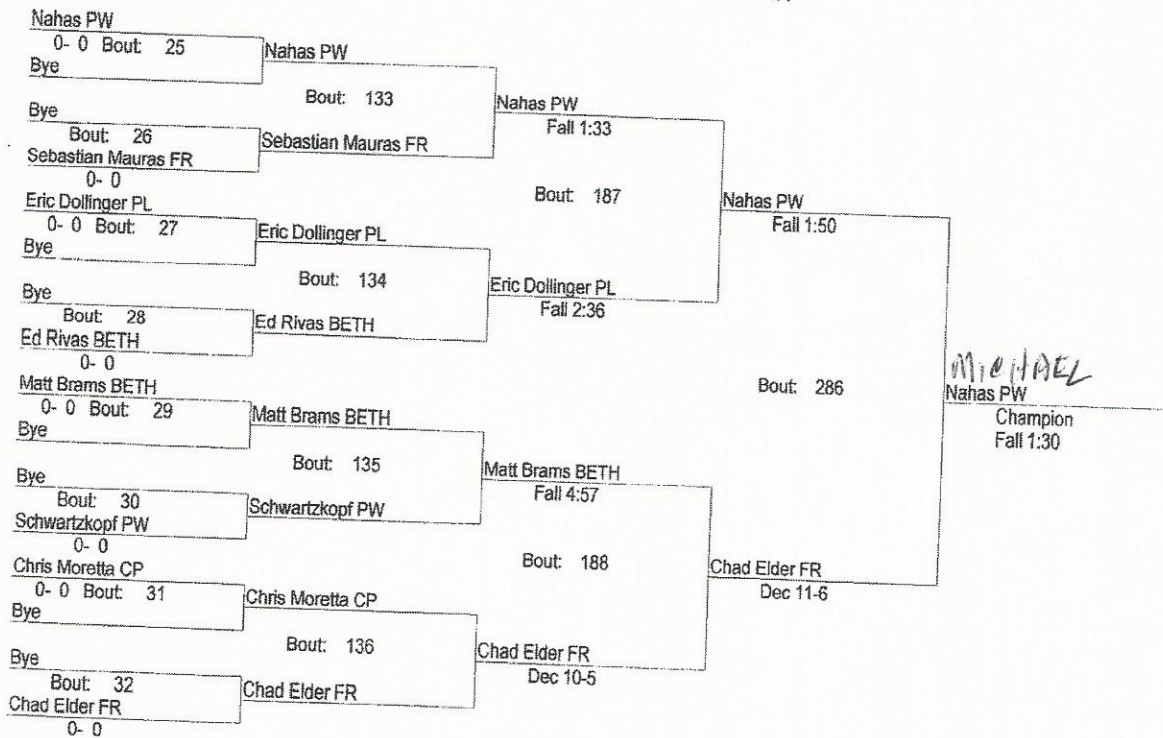 Nahas PW
0- 0 Bout: 25
Bye
Bye
Bout: 26
Sebastian Mauras FR
0- 0
Eric Dollinger PL
0- 0 Bout: 27
Bye
Bye
Bout: 28
Ed Rivas BETH
0- 0
Matt Brams BETH
0- 0 Bout: 29
Bye
Bye
Bout: 30
Schwartzkopf PW
0- 0
Chris Moretta CP
0- 0 Bout: 31
Bye
Bye
Bout: 32
Chad Elder FR
0- 0
Nahas PW
Bout: 133
Sebastian Mauras FR
Eric Dollinger PL
Bout: 134
Ed Rivas BETH
Matt Brams BETH
Bout: 135
Schwartzkopf PW
Chris Moretta CP
Bout: 136
Chad Elder FR
Nahas PW
Fall 1:33
Bout: 187
Eric Dollinger PL
Fall 2:36
Matt Brams BETH
Fall 4:57
Bout: 188
Chad Elder FR
Dec 10-5
Nahas PW
Fall 1:50
Bout: 286
Chad Elder FR
Dec 11-6
MICHAEL
Nahas PW
Champion
Fall 1:30